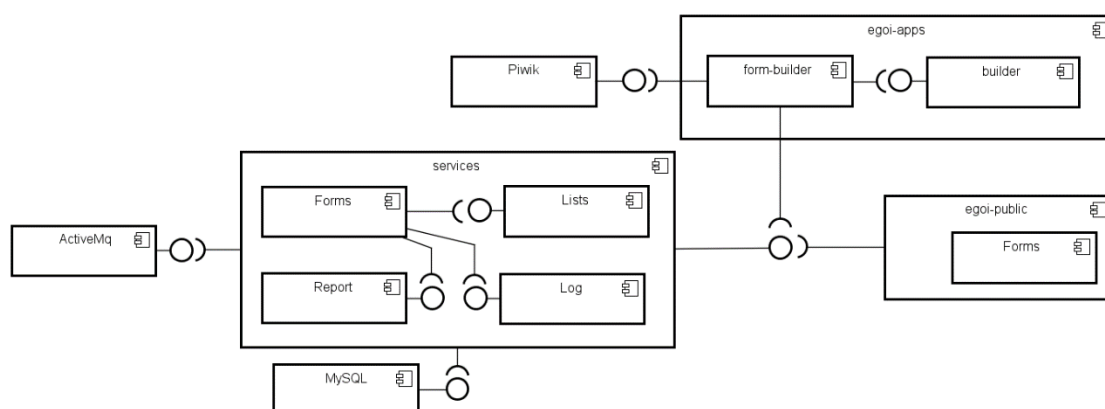 egoi-apps
Piwik
form-builder
builder
services
Forms
Lists
egoi-public
ActiveMq
Forms
Report
Log
MySQL